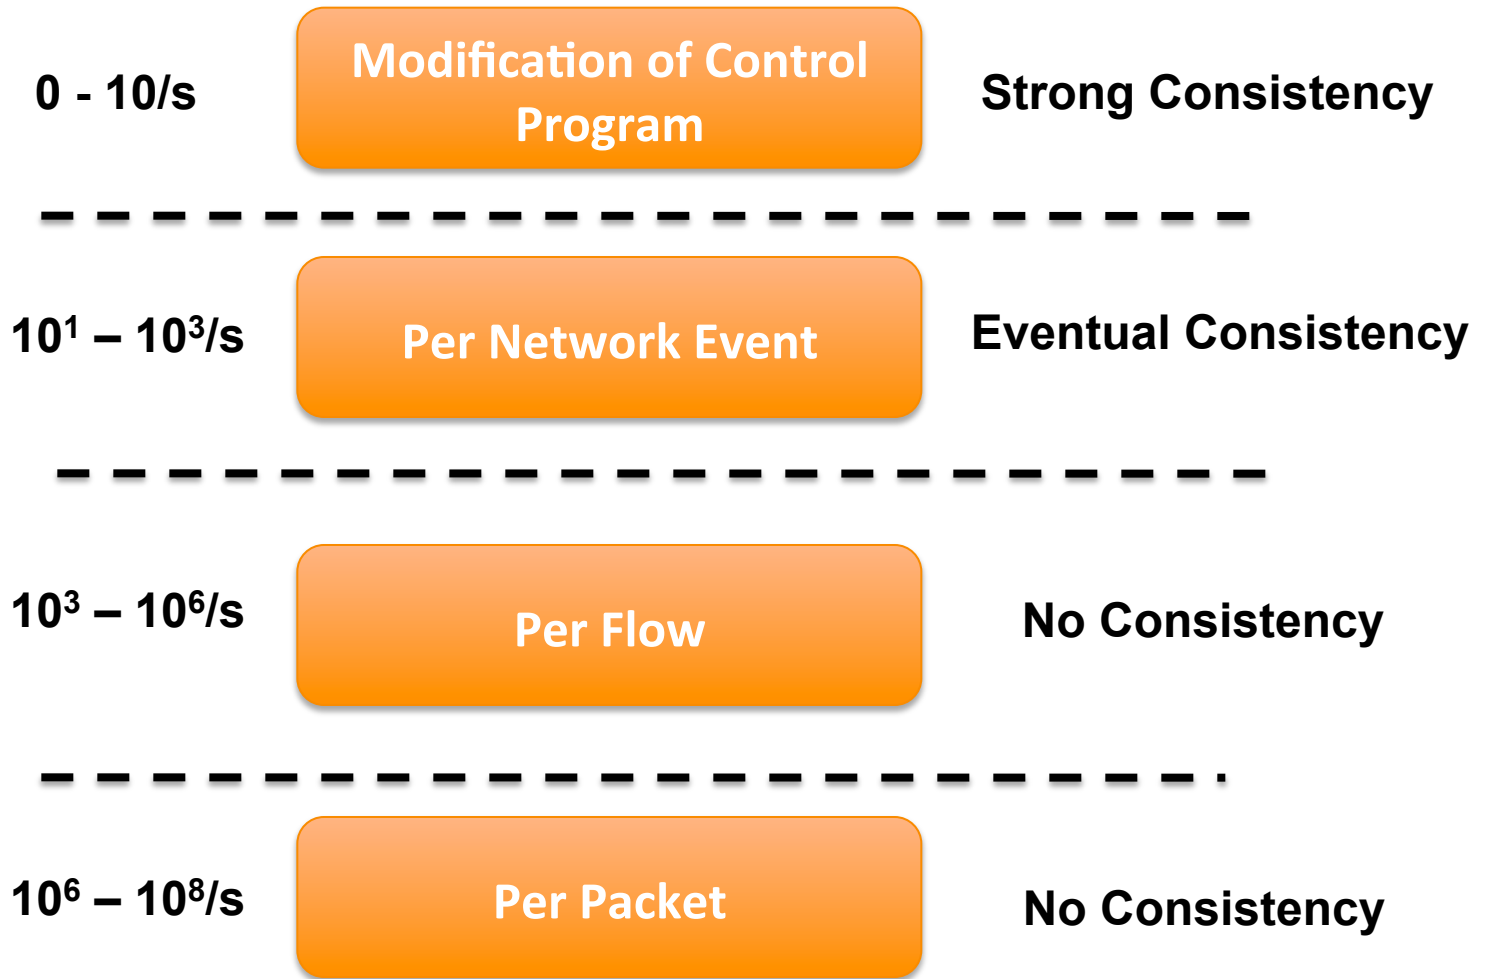 0 - 10/s
Modification of Control
Program
Strong Consistency
10¹ – 10³/s
Per Network Event
Eventual Consistency
10³ – 10⁶/s
Per Flow
No Consistency
10⁶ – 10⁸/s
Per Packet
No Consistency